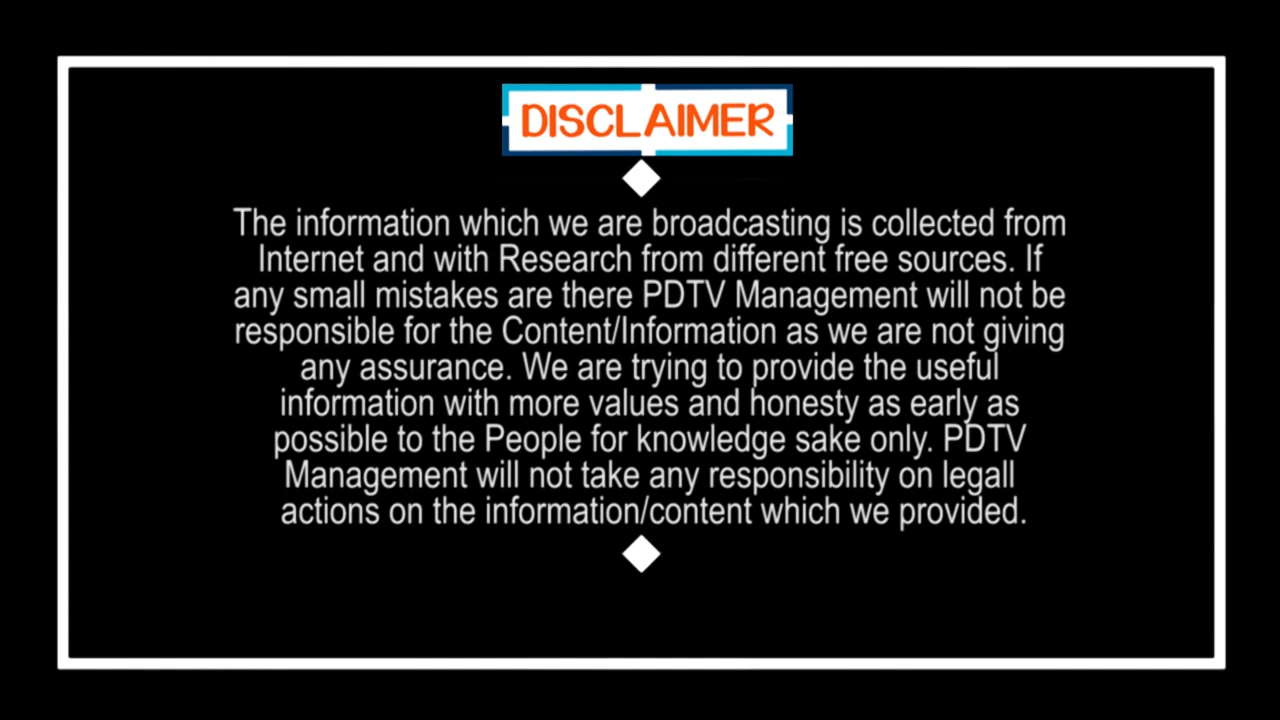 DISCLAIMER
The information which we are broadcasting is collected from
Internet and with Research from different free sources. If
any small mistakes are there PDTV Management will not be
responsible for the Content/Information as we are not giving
any assurance. We are trying to provide the useful
information with more values and honesty as early as
possible to the People for knowledge sake only. PDTV
Management will not take any responsibility on legall
actions on the information/content which we provided.